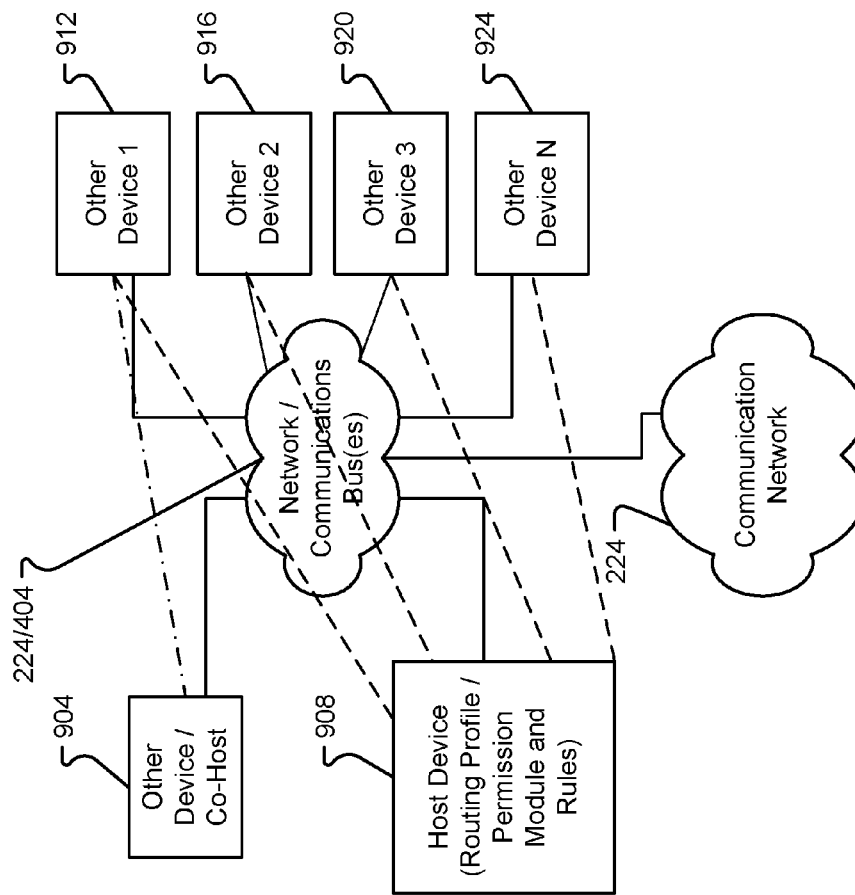 904
Other
Device /
Co-Host
224/404
912
Other
Device 1
916
Other
Device 2
920
Other
Device 3
924
Other
Device N
Network /
Communications
Bus(es)
908
Host Device
(Routing Profile /
Permission
Module and
Rules)
224
Communication
Network